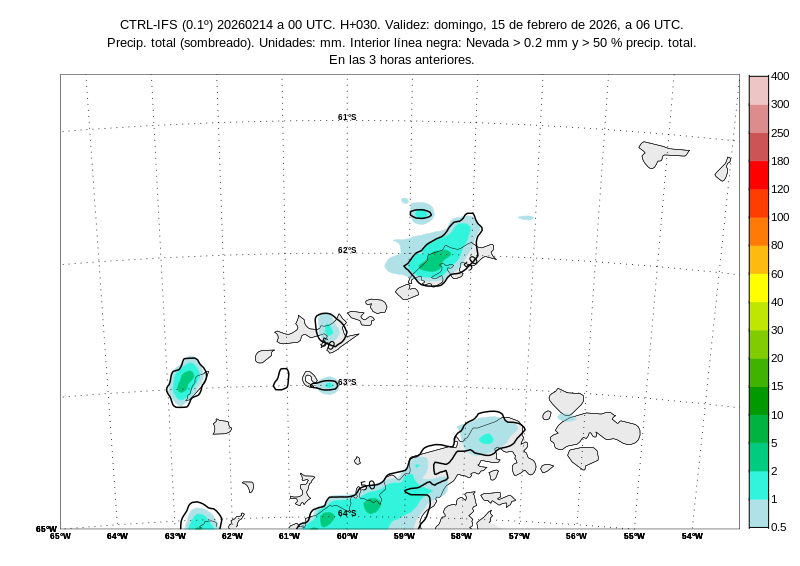 CTRL-IFS (0.1º) 20260214 a 00 UTC. H+030. Validez: domingo, 15 de febrero de 2026, a 06 UTC.
Precip. total (sombreado). Unidades: mm. Interior línea negra: Nevada > 0.2 mm y > 50 % precip. total.
En las 3 horas anteriores.
400
300
250
180
120
100
80
60
40
30
20
15
10
5
2
1
0.5
61°S
62°S
63°S
64°S
50
50
50
65°W
65°W 64°W 63°W 62°W 61°W 60°W 59°W 58°W 57°W 56°W 55°W 54°W